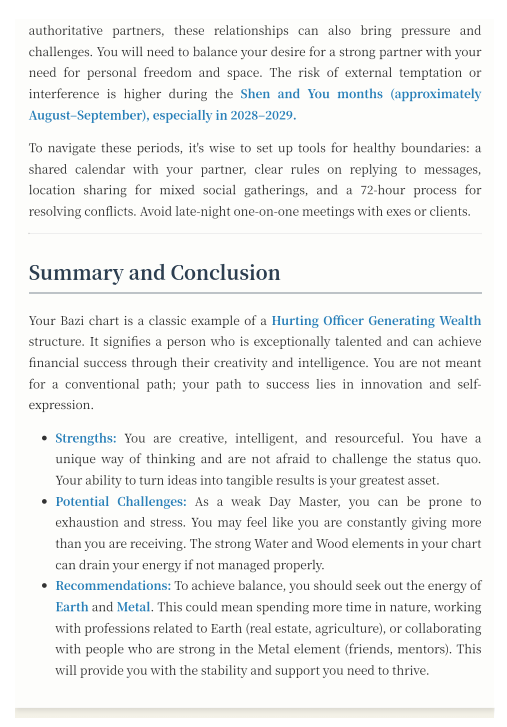 authoritative partners, these relationships can also bring pressure and
challenges. You will need to balance your desire for a strong partner with your
need for personal freedom and space. The risk of external temptation or
interference is higher during the Shen and You months (approximately
August–September), especially in 2028–2029.
To navigate these periods, it's wise to set up tools for healthy boundaries: a
shared calendar with your partner, clear rules on replying to messages,
location sharing for mixed social gatherings, and a 72-hour process for
resolving conflicts. Avoid late-night one-on-one meetings with exes or clients.
Summary and Conclusion
Your Bazi chart is a classic example of a Hurting Officer Generating Wealth
structure. It signifies a person who is exceptionally talented and can achieve
financial success through their creativity and intelligence. You are not meant
for a conventional path; your path to success lies in innovation and self-
expression.
• Strengths: You are creative, intelligent, and resourceful. You have a
unique way of thinking and are not afraid to challenge the status quo.
Your ability to turn ideas into tangible results is your greatest asset.
• Potential Challenges: As a weak Day Master, you can be prone to
exhaustion and stress. You may feel like you are constantly giving more
than you are receiving. The strong Water and Wood elements in your chart
can drain your energy if not managed properly.
• Recommendations: To achieve balance, you should seek out the energy of
Earth and Metal. This could mean spending more time in nature, working
with professions related to Earth (real estate, agriculture), or collaborating
with people who are strong in the Metal element (friends, mentors). This
will provide you with the stability and support you need to thrive.